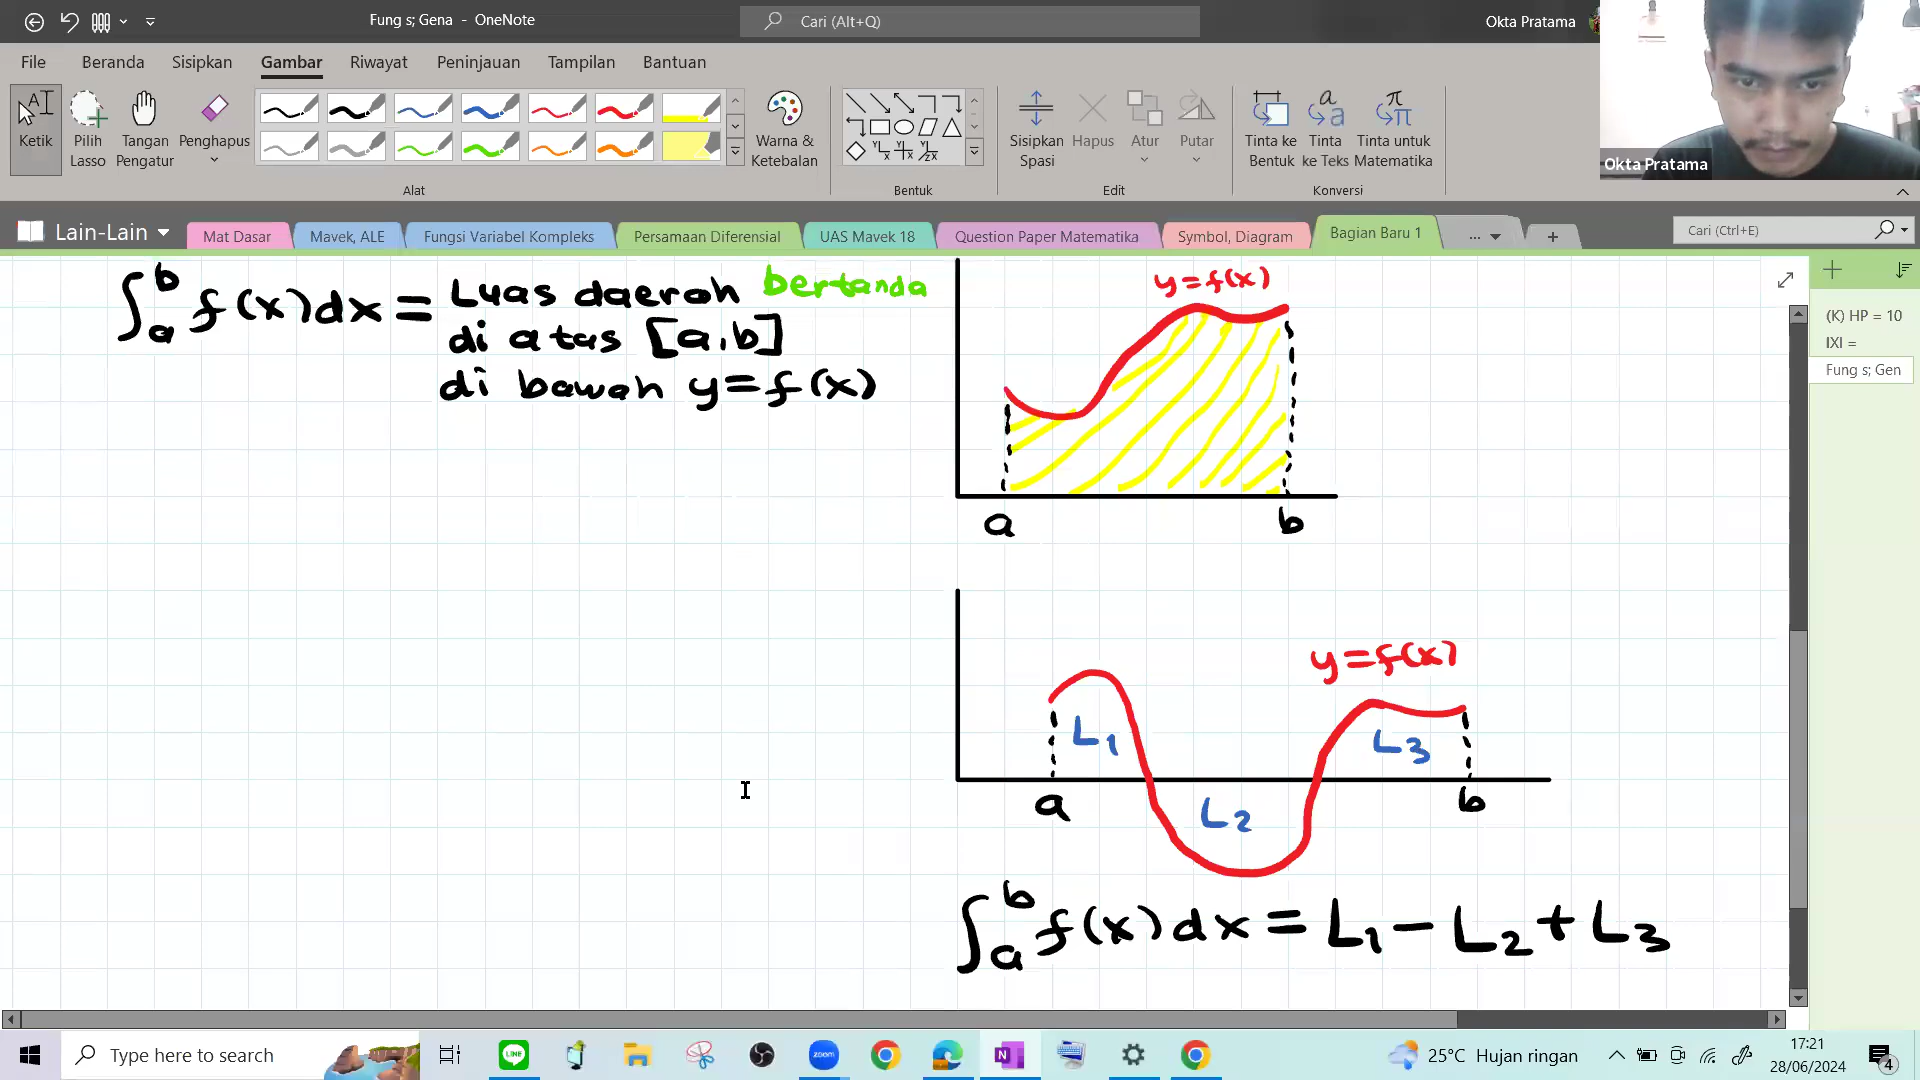 Fung s; Gena - OneNote
Cari (Alt+Q)
Okta Pratama
File Beranda Sisipkan Gambar Riwayat Peninjauan Tampilan Bantuan
Ketik
Pilih Lasso
Tangan Pengatur
Penghapus
Warna & Ketebalan
Sisipkan Spasi
Hapus
Atur
Putar
Tinta ke Bentuk
Tinta ke Teks
Tinta untuk Matematika
Okta Pratama
Alat Bentuk Edit Konversi
Lain-Lain
Mat Dasar
Mavek, ALE
Fungsi Variabel Kompleks
Persamaan Diferensial
UAS Mavek 18
Question Paper Matematika
Symbol, Diagram
Bagian Baru 1
...
Cari (Ctrl+E)
(K) HP = 10
IXI =
Fung s; Gen
∫ₐᵇ f(x)dx = Luas daerah bertanda
di atas [a,b]
di bawah y=f(x)
y=f(x)
a b
y=f(x)
L₁ L₃
L₂
a b
∫ₐᵇ f(x)dx = L₁ - L₂ + L₃
Type here to search
LINE
zoom
25°C Hujan ringan
17:21
28/06/2024
4